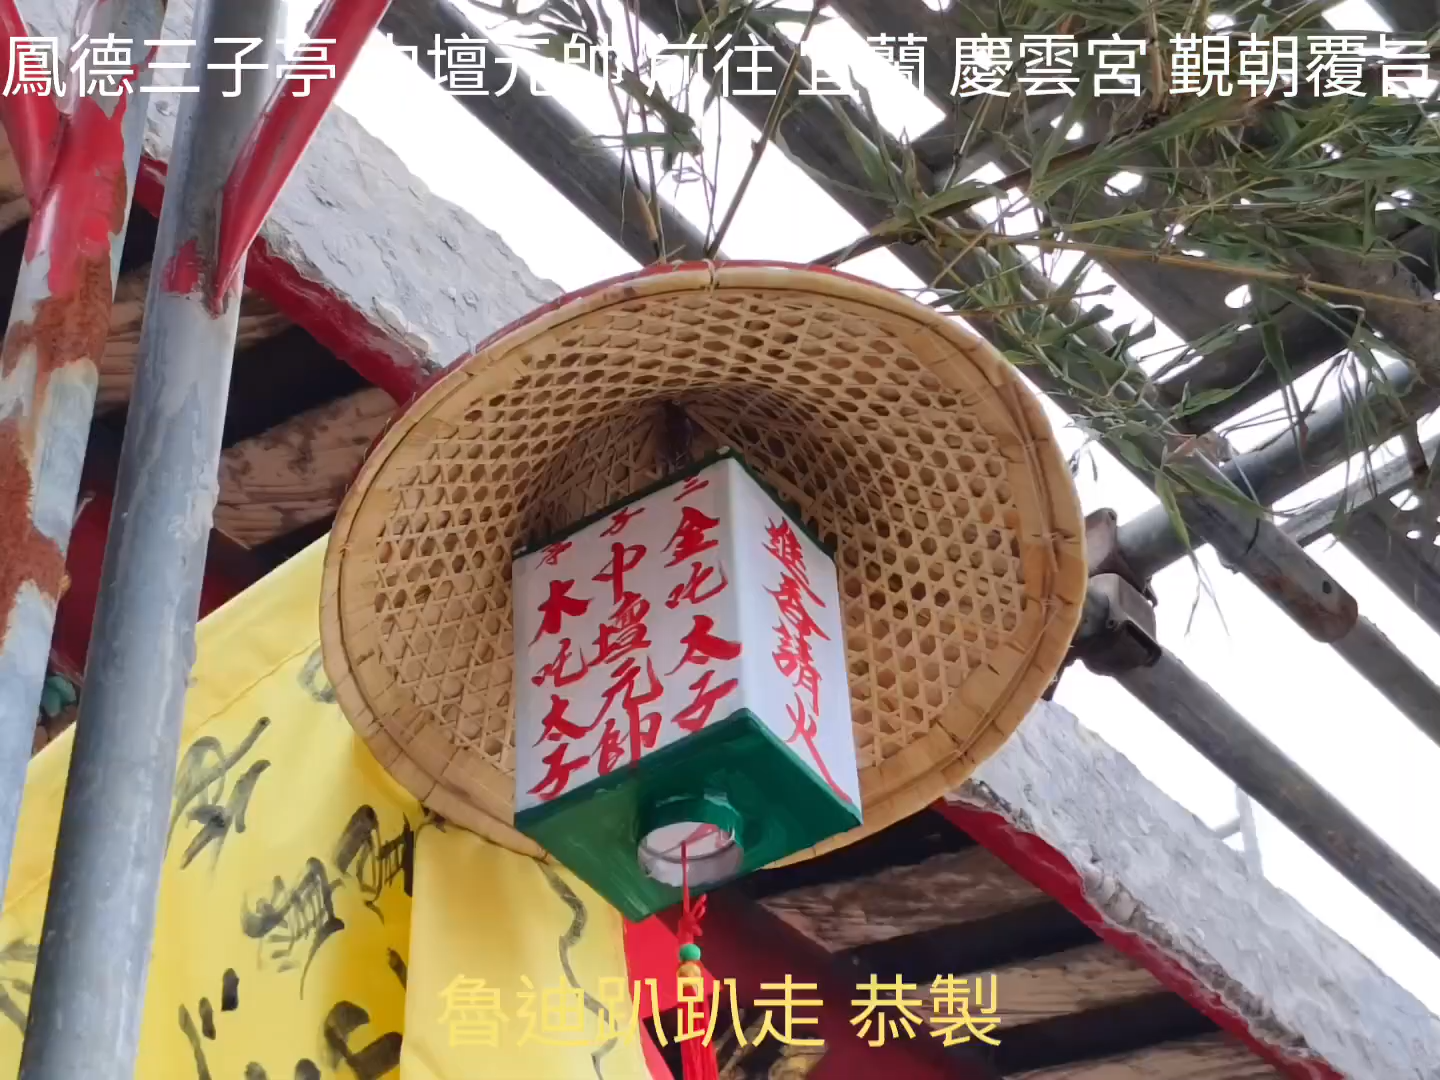 鳳德三子亭 中壇元帥 前往 宜蘭 慶雲宮 覲朝覆旨
三子亭
金吒太子
中壇元帥
木吒太子
進香請火
魯迪趴趴走 恭製